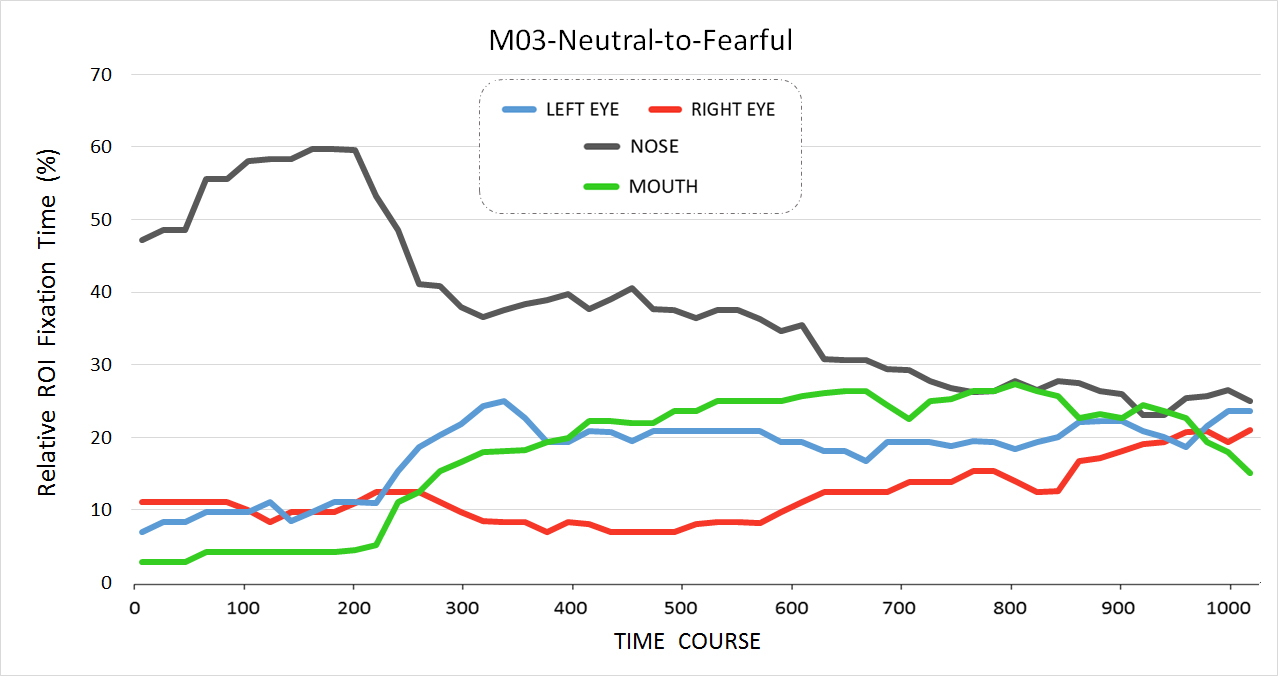 M03-Neutral-to-Fearful
70
60
50
40
30
20
10
0
Relative ROI Fixation Time (%)
LEFT EYE RIGHT EYE
NOSE
MOUTH
0 100 200 300 400 500 600 700 800 900 1000
TIME COURSE